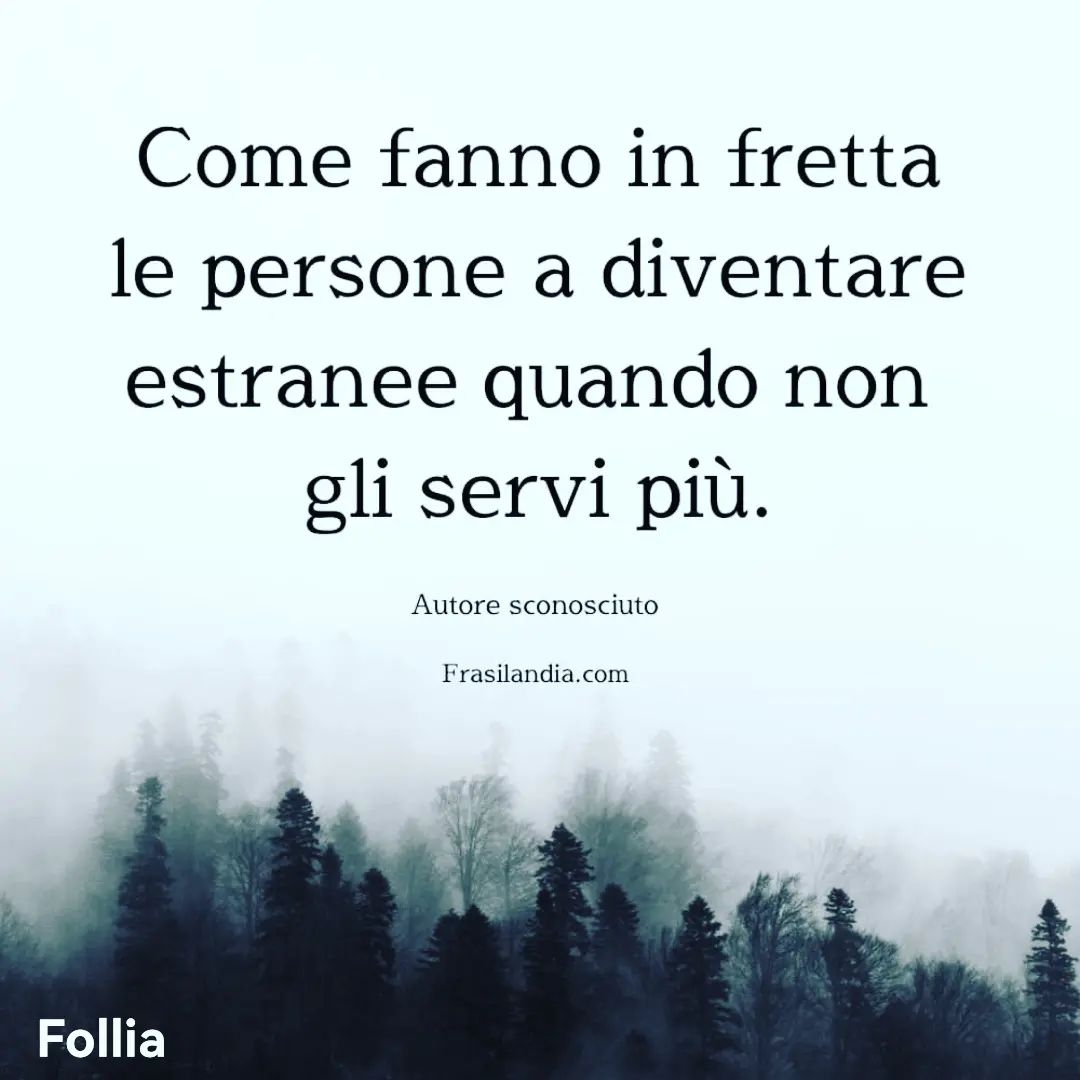 Come fanno in fretta
le persone a diventare
estranee quando non
gli servi più.
Autore sconosciuto
Frasilandia.com
Follia